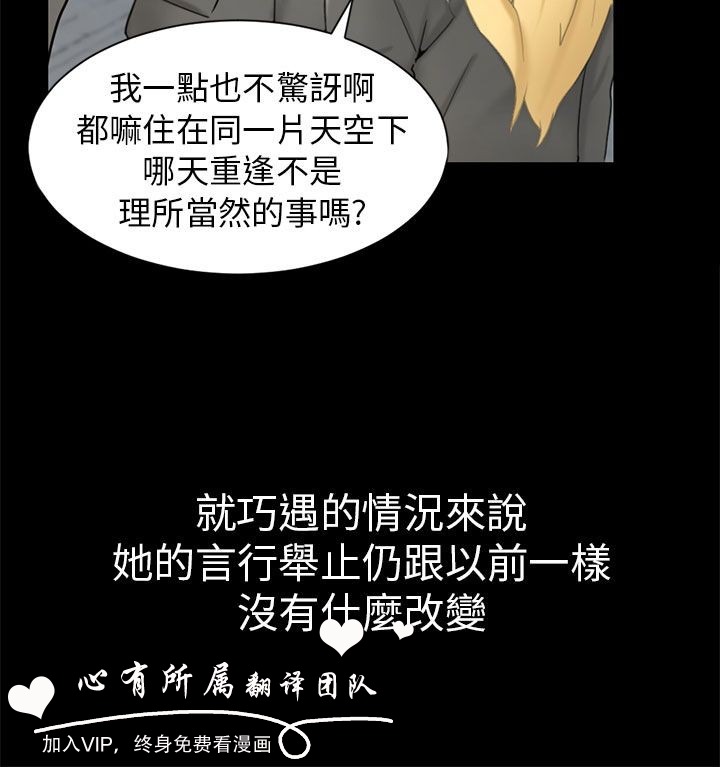 我一點也不驚訝啊
都嘛住在同一片天空下
哪天重逢不是
理所當然的事嗎?
就巧遇的情況來說
她的言行舉止仍跟以前一樣
沒有什麼改變
心有所属翻译团队
加入VIP，终身免费看漫画